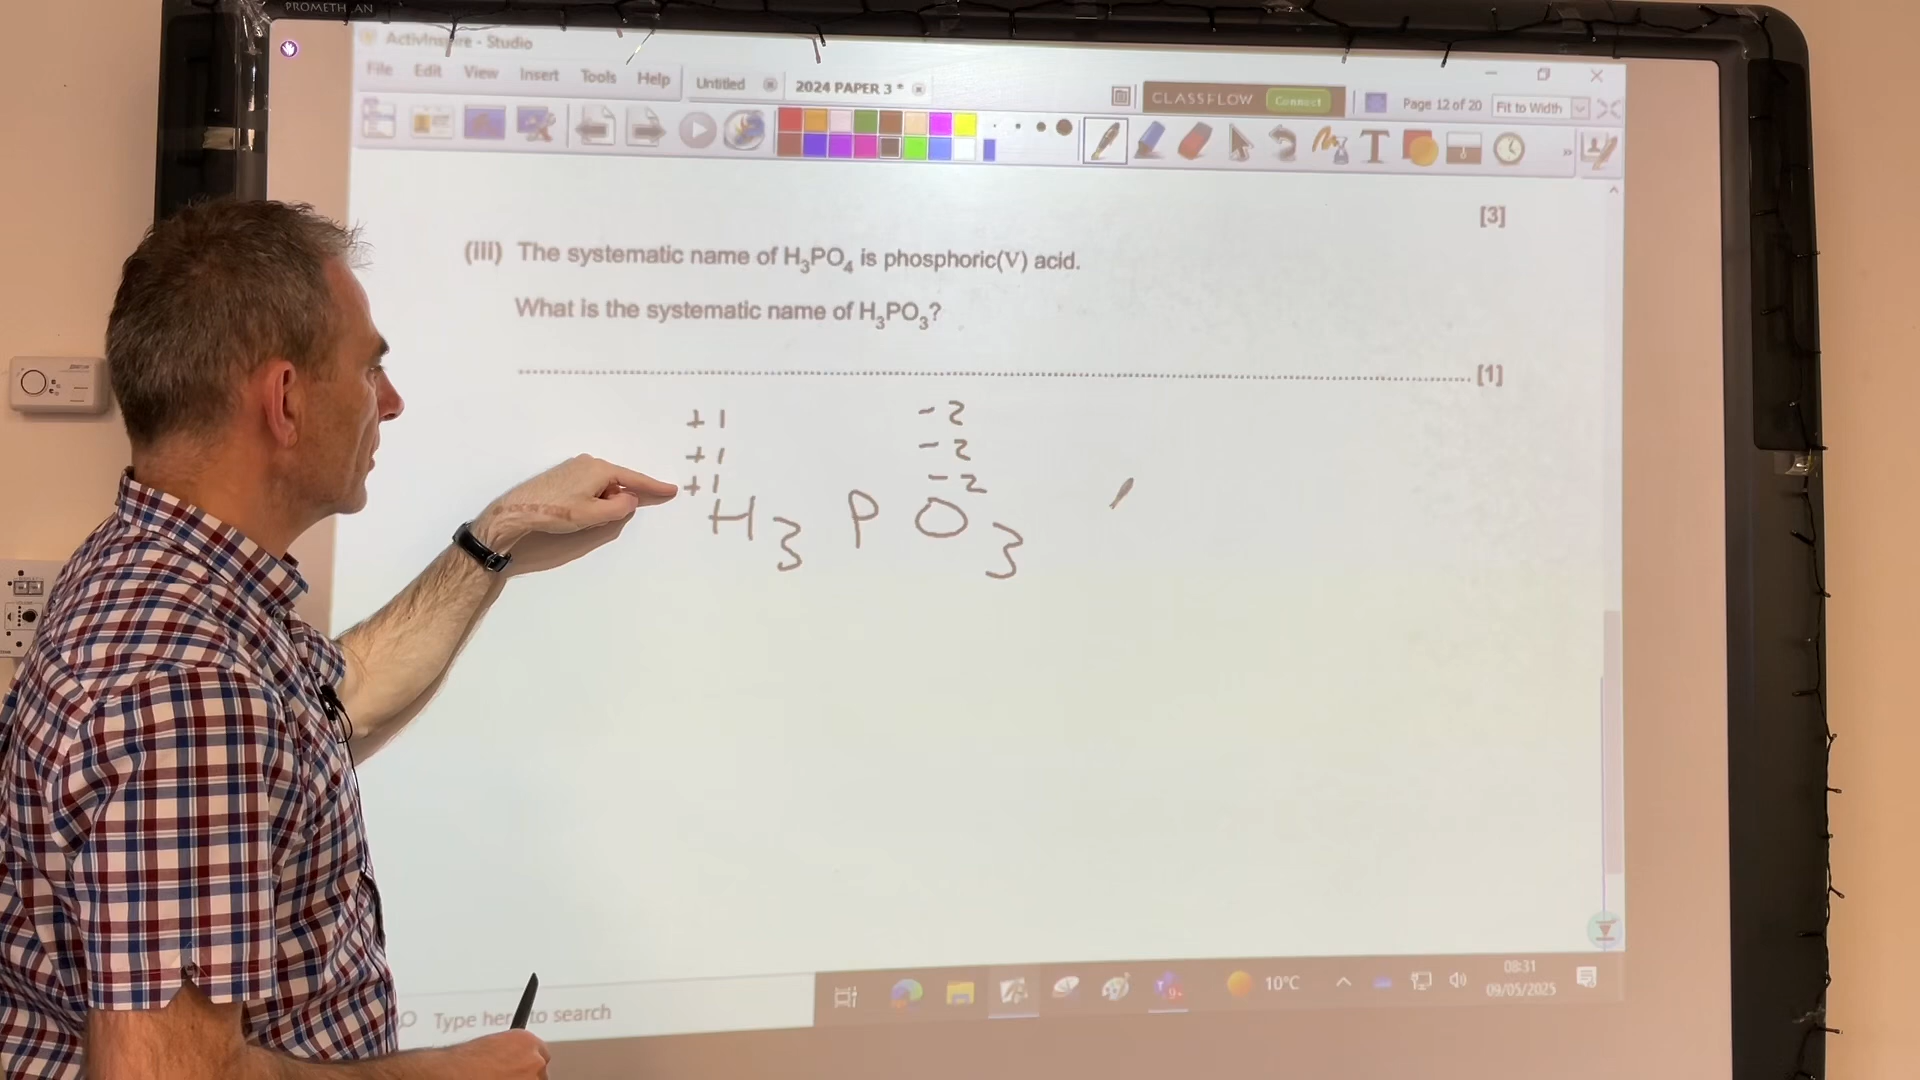 PROMETHEAN
ActivInspire - Studio
File Edit View Insert Tools Help
Untitled
2024 PAPER 3 *
CLASSFLOW Connect
Page 12 of 20
Fit to Width
T
»
[3]
(iii) The systematic name of H₃PO₄ is phosphoric(V) acid.
What is the systematic name of H₃PO₃?
[1]
+1 -2
+1 -2
+1 -2
H₃ P O₃
Type here to search
10°C
08:31
09/05/2025